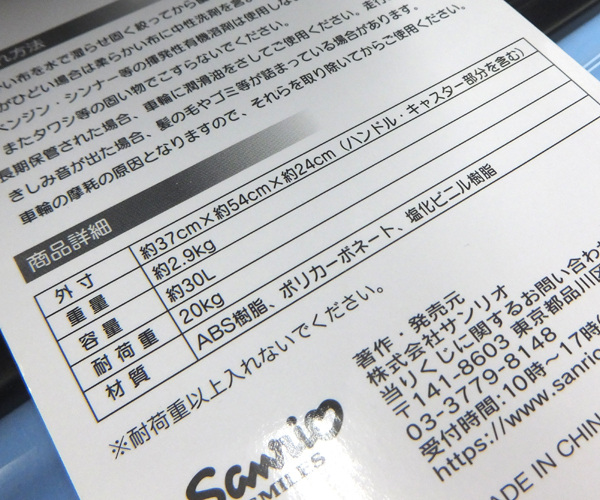 れ方法
い布を水で湿らせ固く絞ってから
がひどい場合は柔らかい布に中性洗剤を含
ベンジン・シンナー等の揮発性有機溶剤は使用しな
またタワシ等の固い物でこすらないでください。
長期保管された場合、車輪に潤滑油をさしてご使用ください。走行
きしみ音が出た場合、髪の毛やゴミ等が詰まっている場合があります。
車輪の摩耗の原因となりますので、それらを取り除いてからご使用ください。
商品詳細
外寸 約37cm×約54cm×約24cm（ハンドル・キャスター部分を含む）
重量 約2.9kg
容量 約30L
耐荷重 20kg
材質 ABS樹脂、ポリカーボネート、塩化ビニル樹脂
※耐荷重以上入れないでください。
著作・発売元
株式会社サンリオ
当りくじに関するお問い合わ
〒141-8603 東京都品川区
03-3779-8148
受付時間:10時～17時
https://www.sanrio
Sanrio
SMILES
MADE IN CHIN